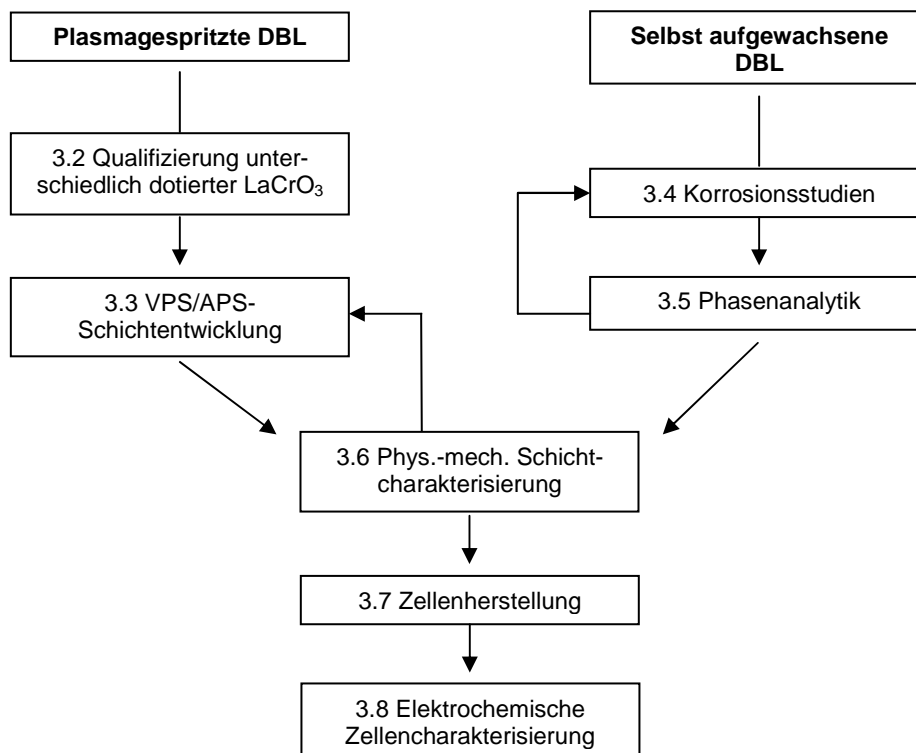 Plasmagespritzte DBL
Selbst aufgewachsene
DBL
3.2 Qualifizierung unter-
schiedlich dotierter LaCrO₃
3.4 Korrosionsstudien
3.3 VPS/APS-
Schichtentwicklung
3.5 Phasenanalytik
3.6 Phys.-mech. Schicht-
charakterisierung
3.7 Zellenherstellung
3.8 Elektrochemische
Zellencharakterisierung